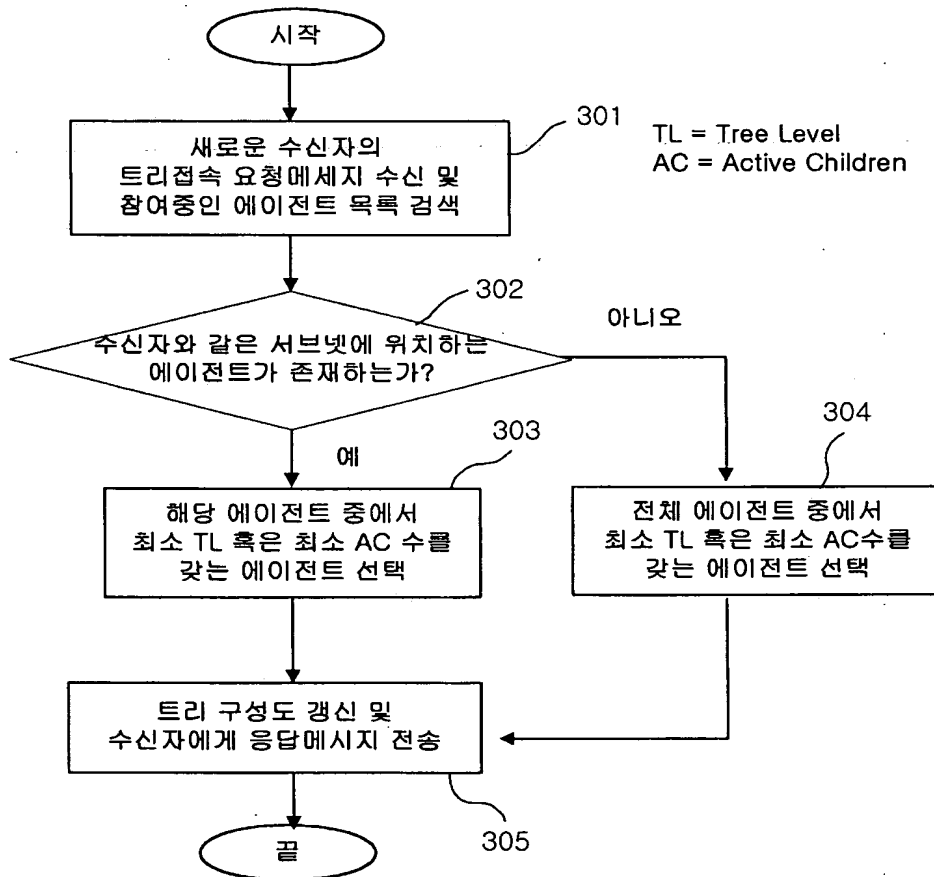 시작
301
새로운 수신자의
트리접속 요청메세지 수신 및
참여중인 에이전트 목록 검색
TL = Tree Level
AC = Active Children
302
수신자와 같은 서브넷에 위치하는
에이전트가 존재하는가?
아니오
예
303
해당 에이전트 중에서
최소 TL 혹은 최소 AC 수를
갖는 에이전트 선택
304
전체 에이전트 중에서
최소 TL 혹은 최소 AC수를
갖는 에이전트 선택
트리 구성도 갱신 및
수신자에게 응답메시지 전송
305
끝